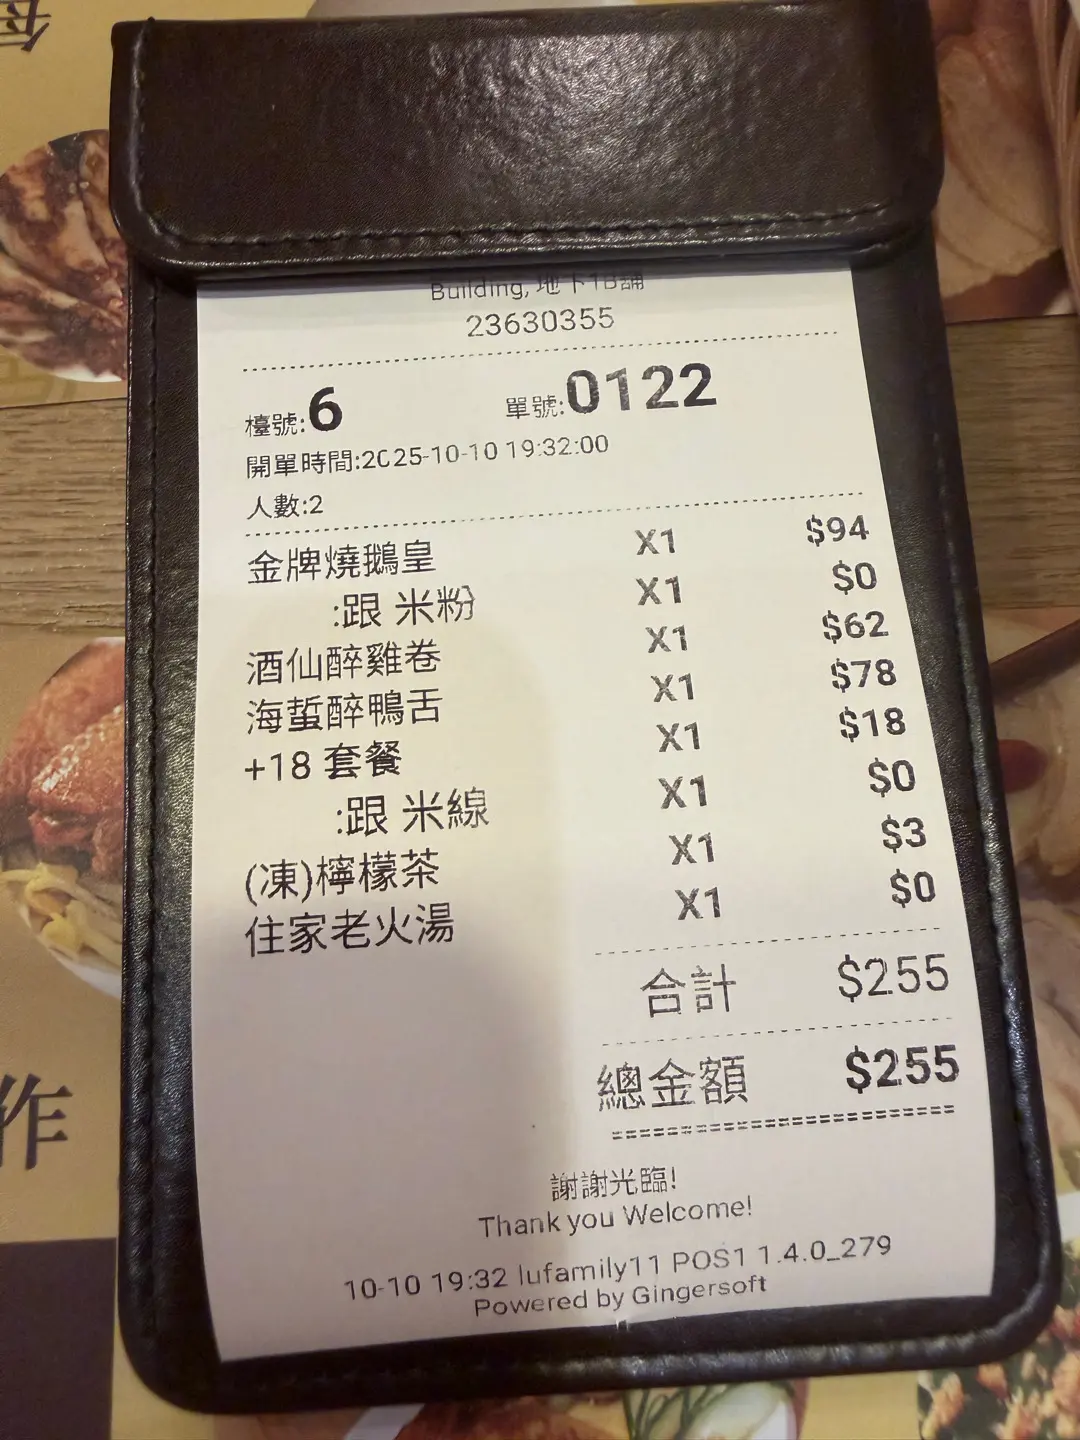 Building, 地下1B舖
23630355
檯號:6 單號:0122
開單時間:2025-10-10 19:32:00
人數:2
金牌燒鵝皇 X1 $94
:跟 米粉 X1 $0
酒仙醉雞卷 X1 $62
海蜇醉鴨舌 X1 $78
+18 套餐 X1 $18
:跟 米線 X1 $0
(凍)檸檬茶 X1 $3
住家老火湯 X1 $0
合計 $255
總金額 $255
謝謝光臨!
Thank you Welcome!
10-10 19:32 lufamily11 POS1 1.4.0_279
Powered by Gingersoft
作